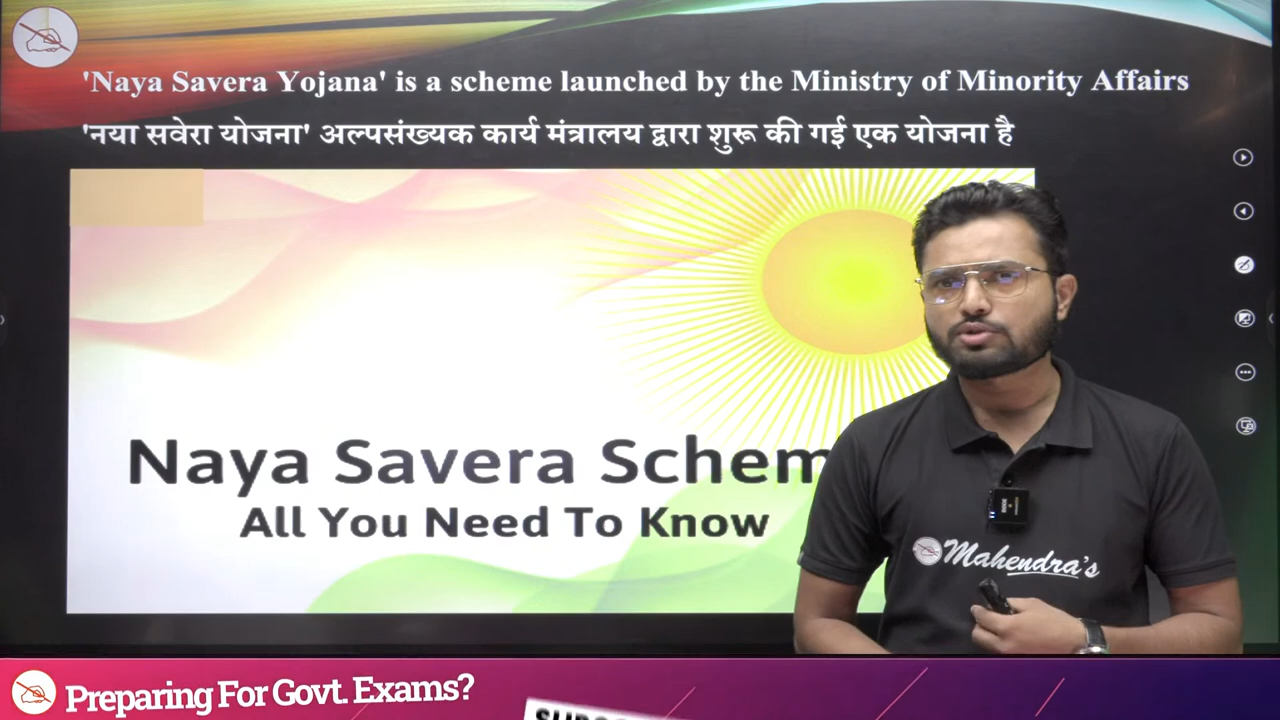 'Naya Savera Yojana' is a scheme launched by the Ministry of Minority Affairs
'नया सवेरा योजना' अल्पसंख्यक कार्य मंत्रालय द्वारा शुरू की गई एक योजना है
Naya Savera Schem
All You Need To Know
Mahendra's
Preparing For Govt. Exams?